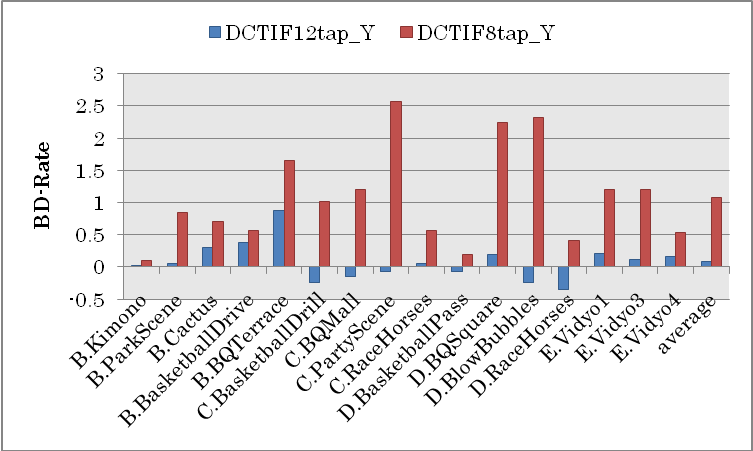 DCTIF12tap_Y DCTIF8tap_Y
3
2.5
2
1.5
1
0.5
0
-0.5
BD-Rate
B.Kimono
B.ParkScene
B.Cactus
B.BasketballDrive
B.BQTerrace
C.BasketballDrill
C.BQMall
C.PartyScene
C.RaceHorses
D.BasketballPass
D.BQSquare
D.BlowBubbles
D.RaceHorses
E.Vidyo1
E.Vidyo3
E.Vidyo4
average